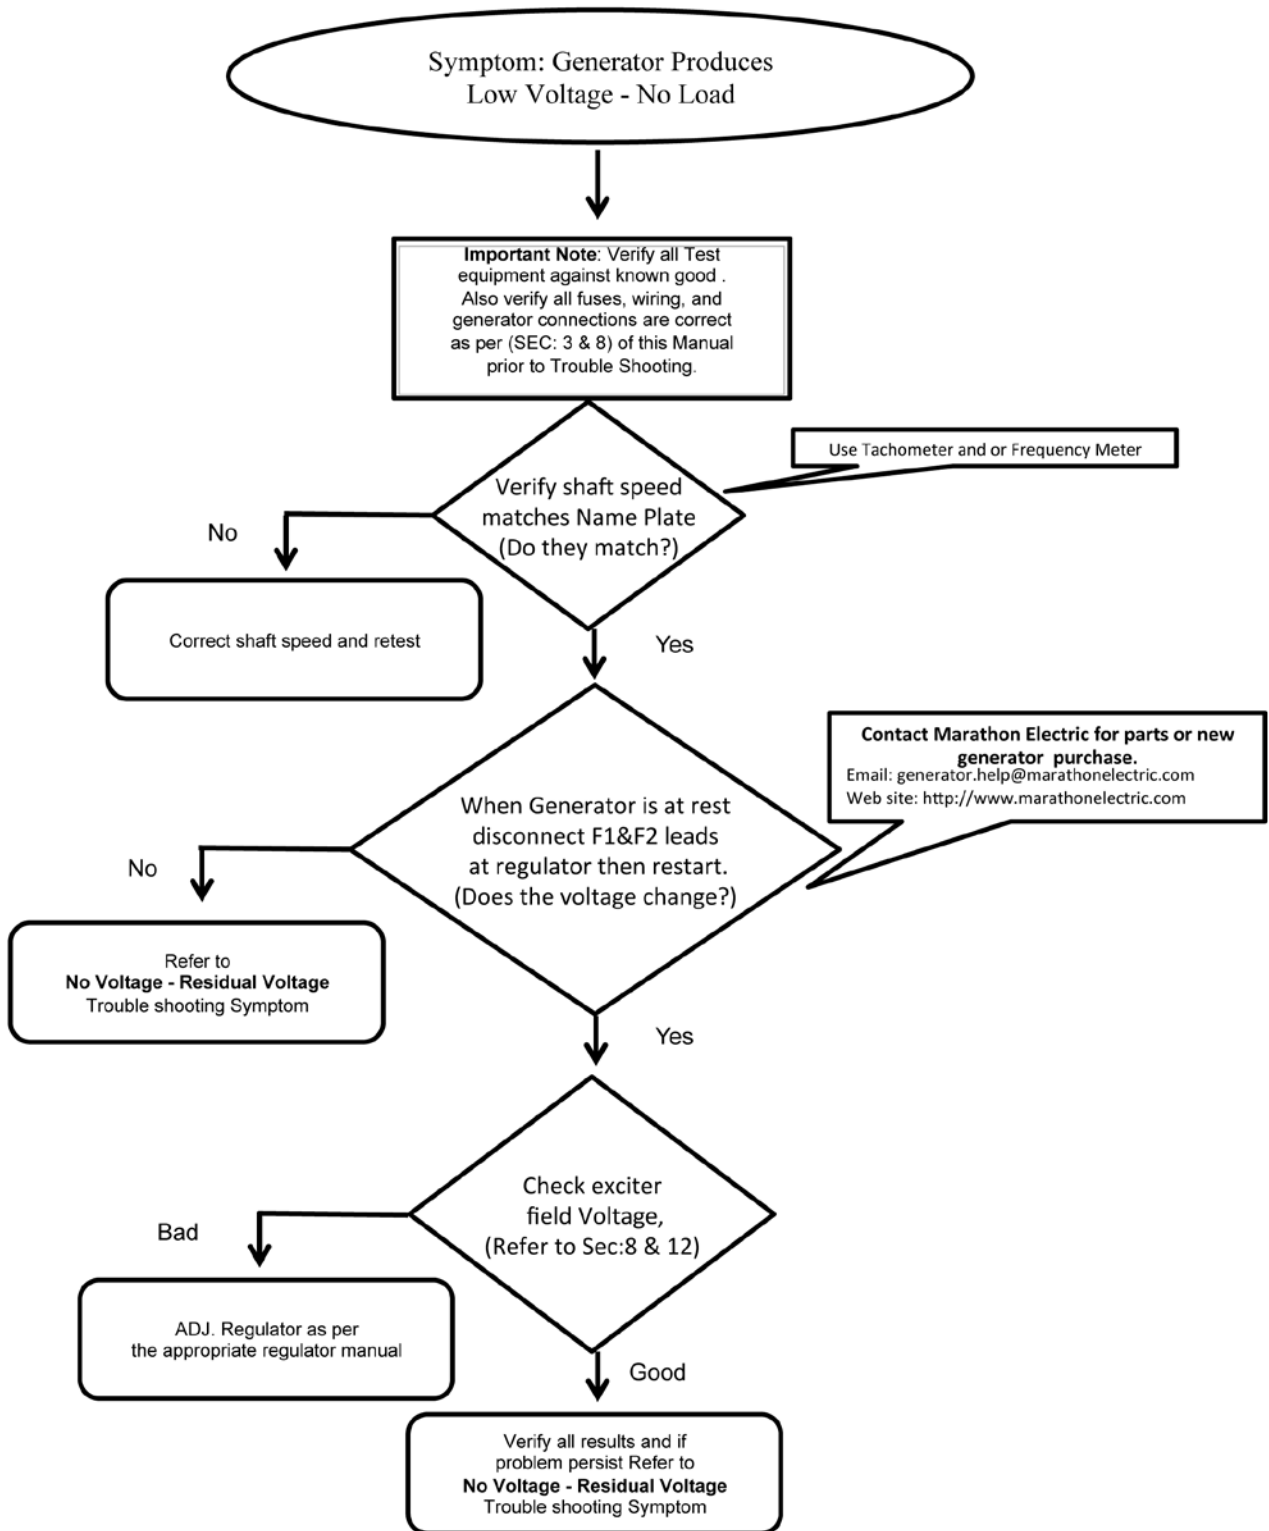 Symptom: Generator Produces
Low Voltage - No Load
Important Note: Verify all Test
equipment against known good .
Also verify all fuses, wiring, and
generator connections are correct
as per (SEC: 3 & 8) of this Manual
prior to Trouble Shooting.
Use Tachometer and or Frequency Meter
Verify shaft speed
matches Name Plate
(Do they match?)
No
Correct shaft speed and retest
Yes
Contact Marathon Electric for parts or new
generator purchase.
Email: generator.help@marathonelectric.com
Web site: http://www.marathonelectric.com
When Generator is at rest
disconnect F1&F2 leads
at regulator then restart.
(Does the voltage change?)
No
Refer to
No Voltage - Residual Voltage
Trouble shooting Symptom
Yes
Check exciter
field Voltage,
(Refer to Sec:8 & 12)
Bad
ADJ. Regulator as per
the appropriate regulator manual
Good
Verify all results and if
problem persist Refer to
No Voltage - Residual Voltage
Trouble shooting Symptom